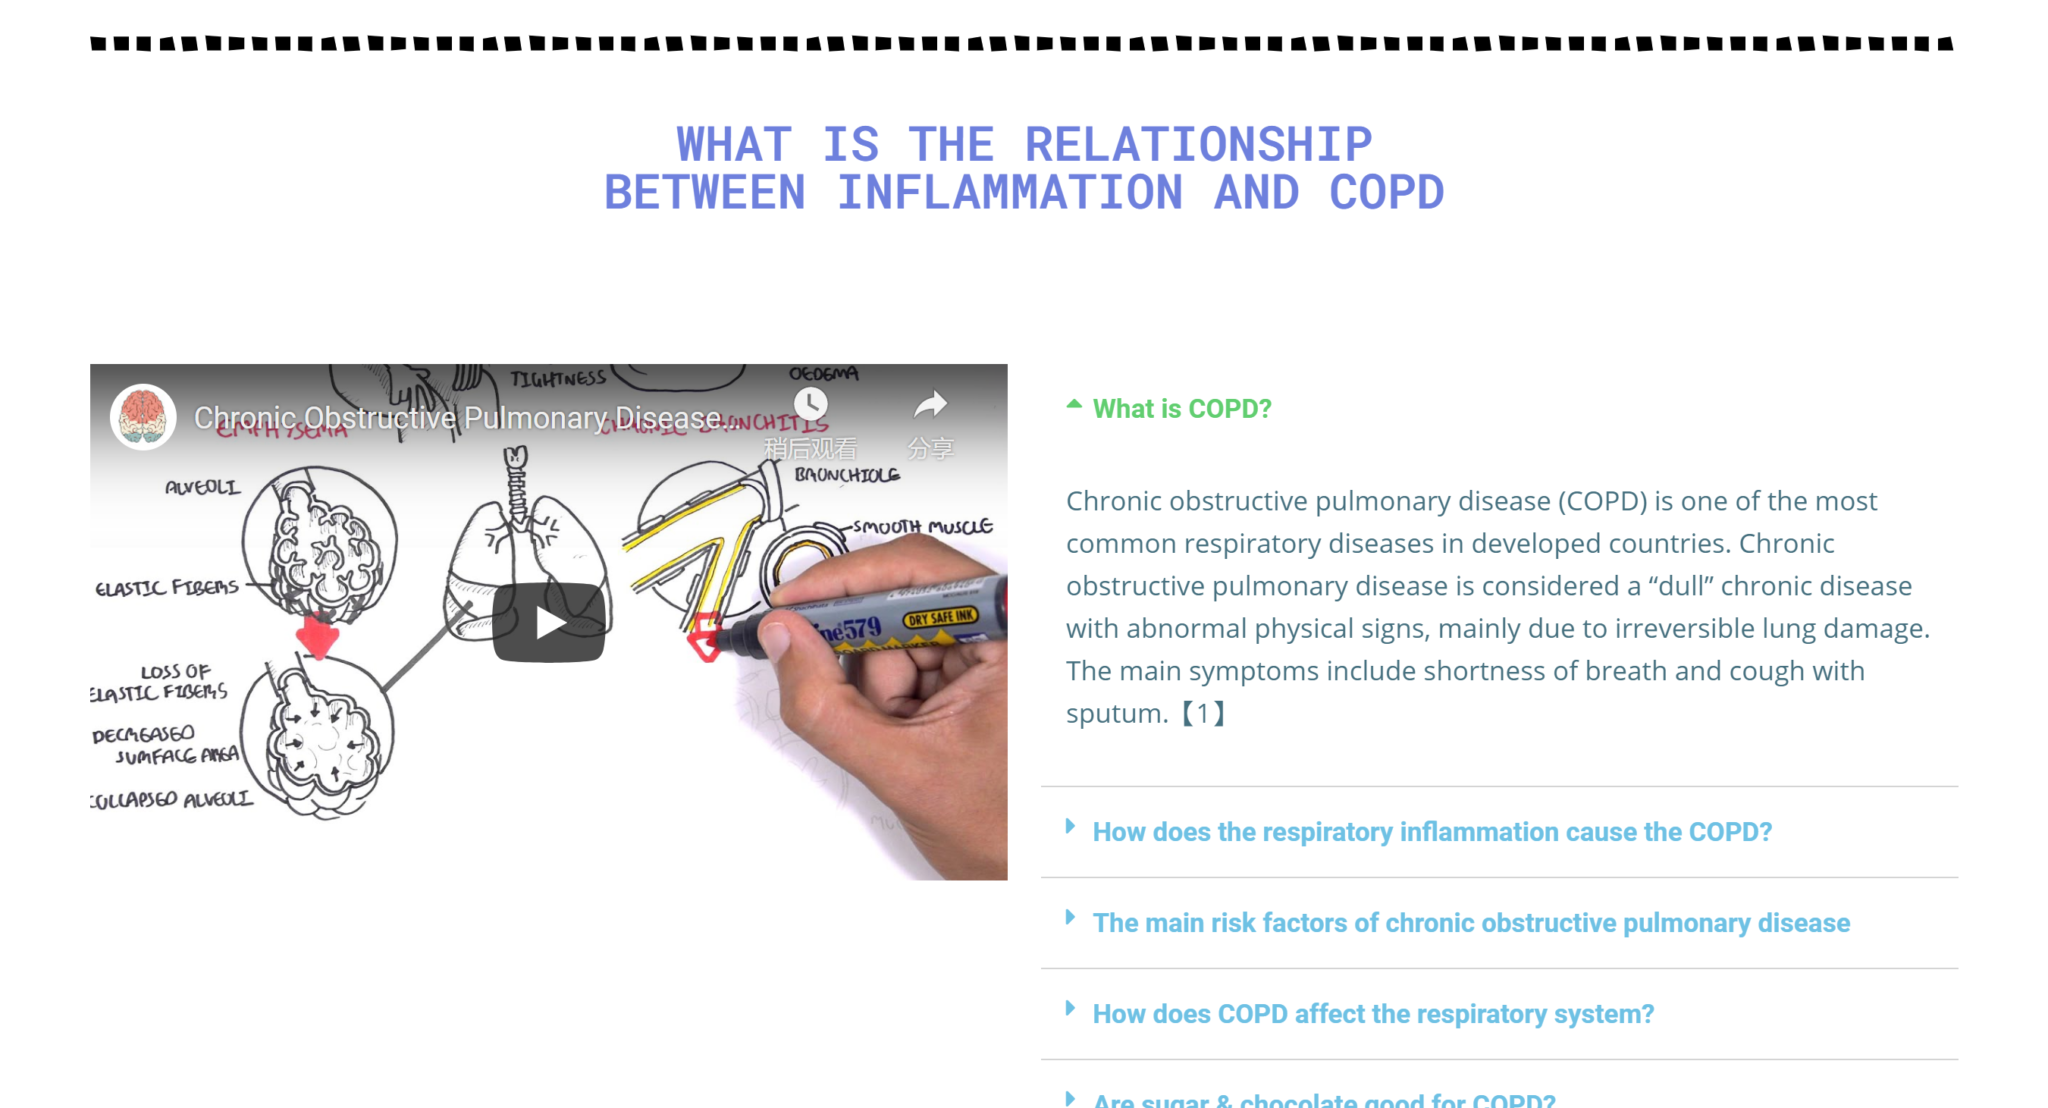 WHAT IS THE RELATIONSHIP
BETWEEN INFLAMMATION AND COPD
TIGHTNESS
OEDEMA
Chronic Obstructive Pulmonary Disease...
EMPHYSEMA
CHRONIC BRONCHITIS
稍后观看
分享
ALVEOLI
BRONCHIOLE
SMOOTH MUSCLE
ELASTIC FIBERS
579
DRY SAFE INK
LOSS OF
ELASTIC FIBERS
DECREASED
SURFACE AREA
COLLAPSED ALVEOLI
What is COPD?
Chronic obstructive pulmonary disease (COPD) is one of the most
common respiratory diseases in developed countries. Chronic
obstructive pulmonary disease is considered a “dull” chronic disease
with abnormal physical signs, mainly due to irreversible lung damage.
The main symptoms include shortness of breath and cough with
sputum.【1】
How does the respiratory inflammation cause the COPD?
The main risk factors of chronic obstructive pulmonary disease
How does COPD affect the respiratory system?
Are sugar & chocolate good for COPD?